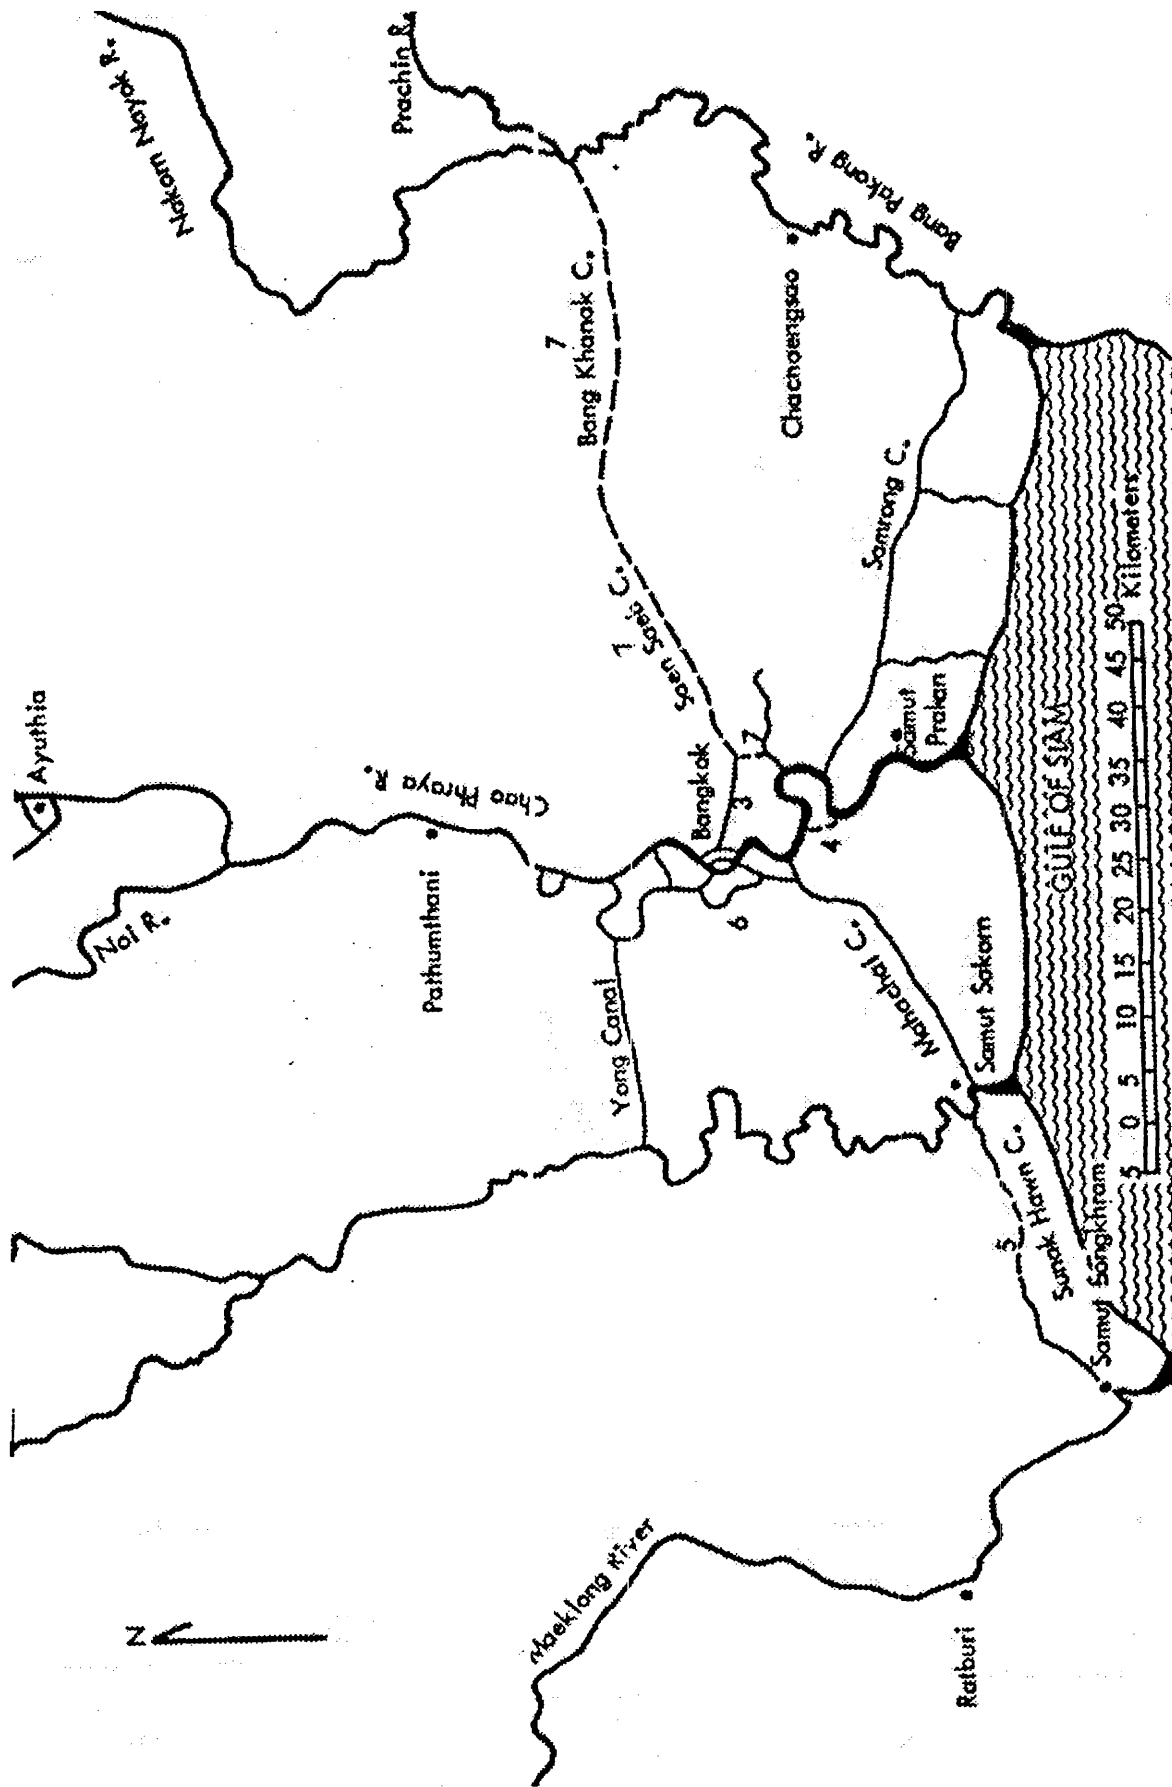 Nakorn Nayok R.
Prachin R.
Ayuthia
Noi R.
Chao Phraya R.
Pathumthani
Bang Pakong R.
7
Bang Khanak C.
Chachoengsao
7
Saen Saeb C.
Yong Canal
Bangkok
3
7
6
4
Samrong C.
Samut
Prakan
Mahachai C.
Samut Sakorn
5
Sunak Hawn C.
Samut Songkhram
Maeklong River
Ratburi
N
GULF OF SIAM
5 0 5 10 15 20 25 30 35 40 45 50
Kilometers